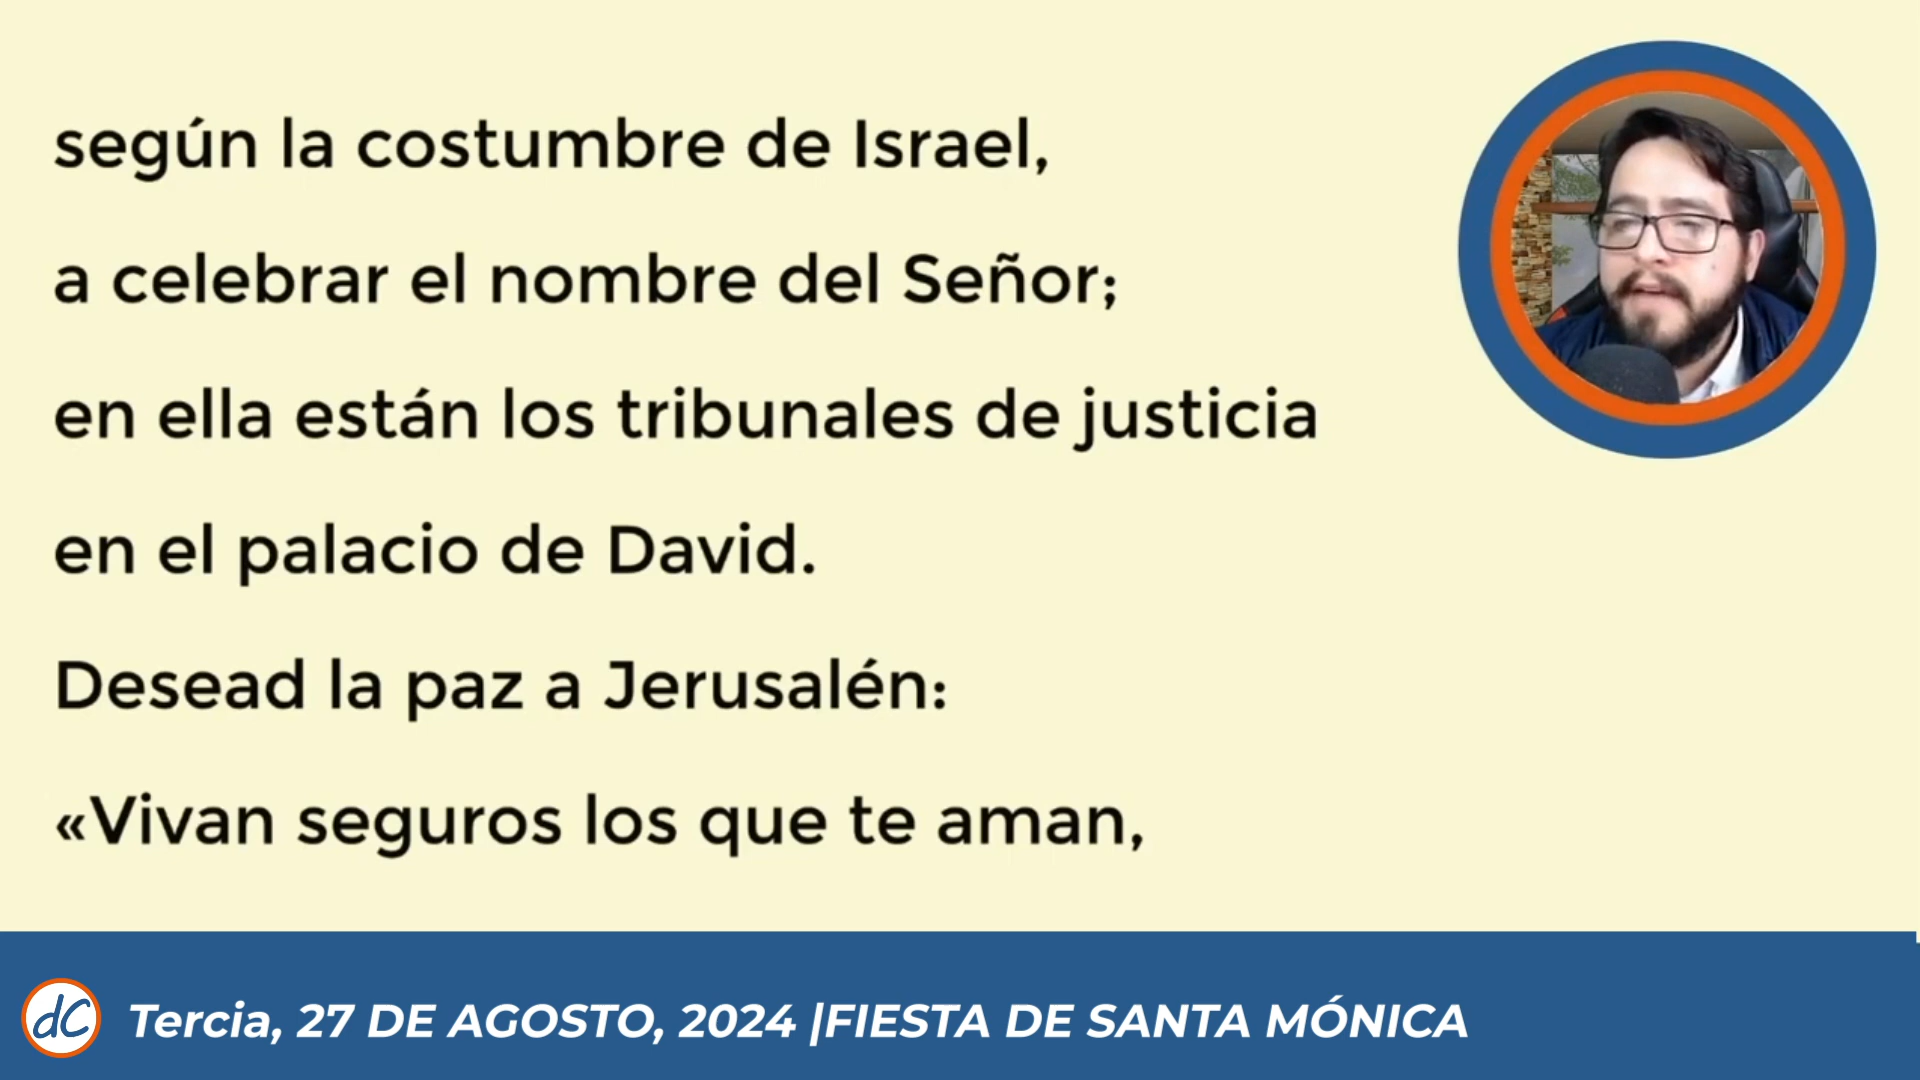 según la costumbre de Israel,
a celebrar el nombre del Señor;
en ella están los tribunales de justicia
en el palacio de David.
Desead la paz a Jerusalén:
«Vivan seguros los que te aman,
dC Tercia, 27 DE AGOSTO, 2024 |FIESTA DE SANTA MÓNICA